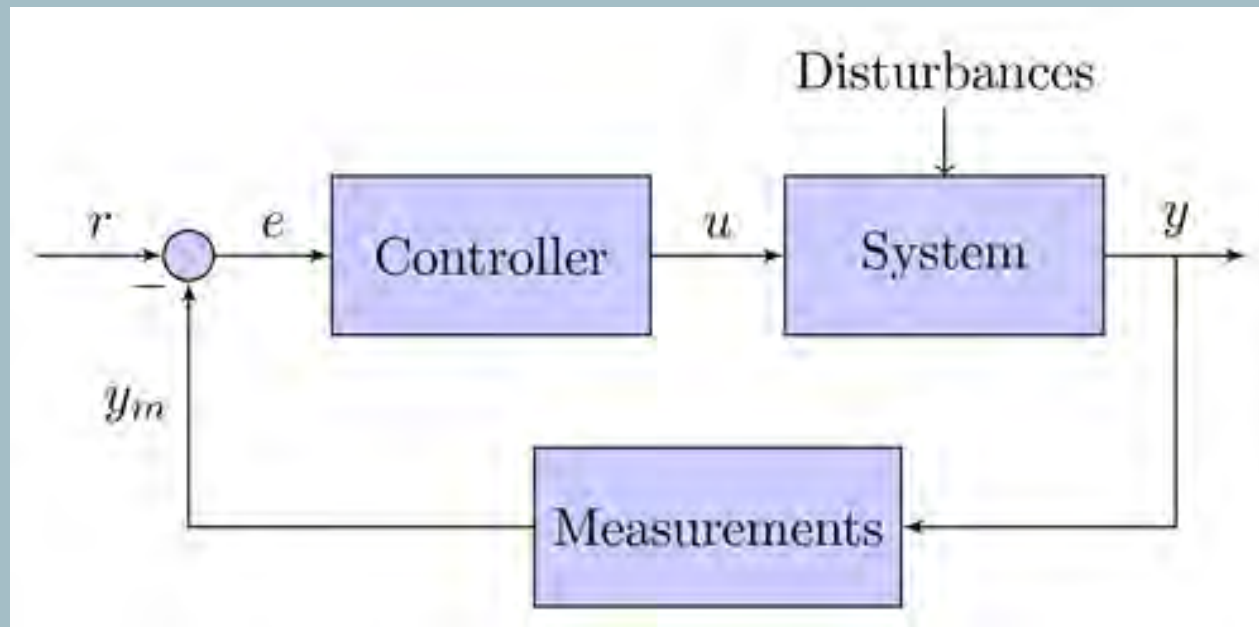 Disturbances
r
e
Controller
u
System
y
−
y_m
Measurements